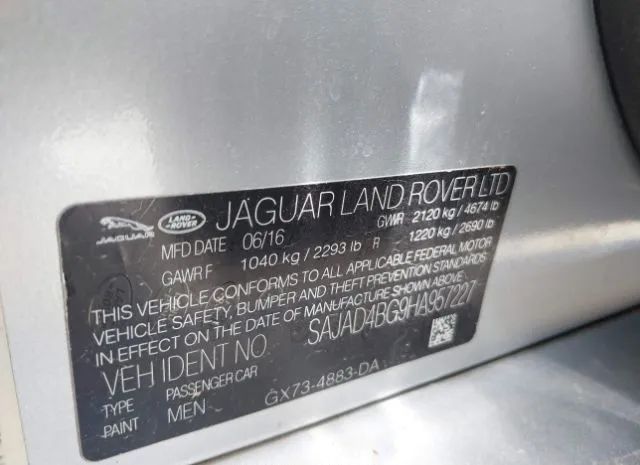 JAGUAR LAND-ROVER JAGUAR LAND ROVER LTD
MFD DATE 06/16 GVWR 2120 kg / 4674 lb
GAWR F 1040 kg / 2293 lb R 1220 kg / 2690 lb
THIS VEHICLE CONFORMS TO ALL APPLICABLE FEDERAL MOTOR
VEHICLE SAFETY, BUMPER AND THEFT PREVENTION STANDARDS
IN EFFECT ON THE DATE OF MANUFACTURE SHOWN ABOVE.
VEH IDENT NO. SAJAD4BG9HA957227
TYPE PASSENGER CAR
PAINT MEN GX73-4883-DA